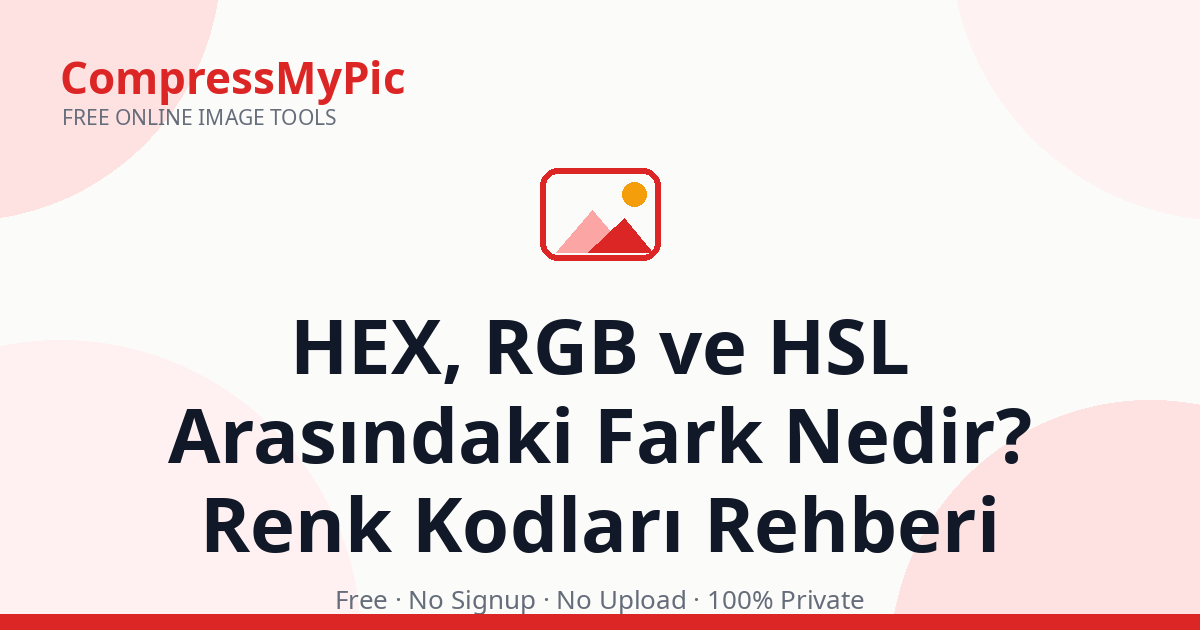 CompressMyPic
FREE ONLINE IMAGE TOOLS
HEX, RGB ve HSL
Arasındaki Fark Nedir?
Renk Kodları Rehberi
Free · No Signup · No Upload · 100% Private